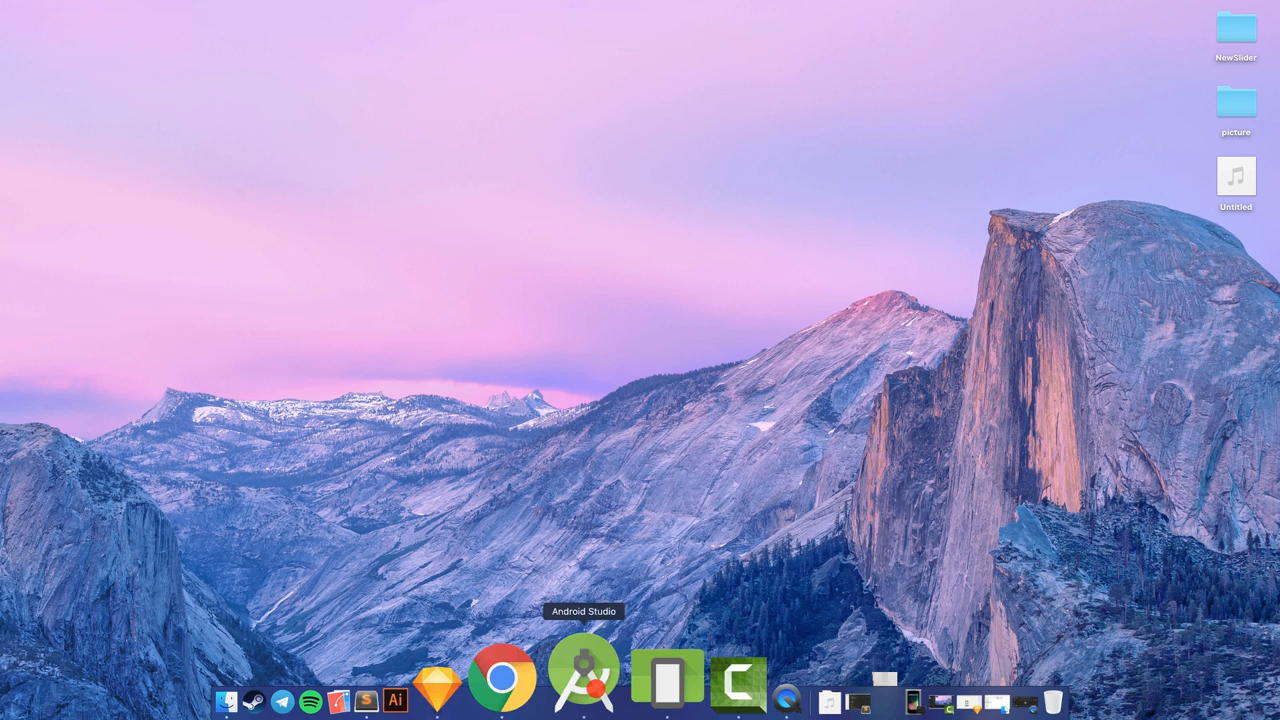 NewSlider
picture
Untitled
Android Studio
S
Ai
C